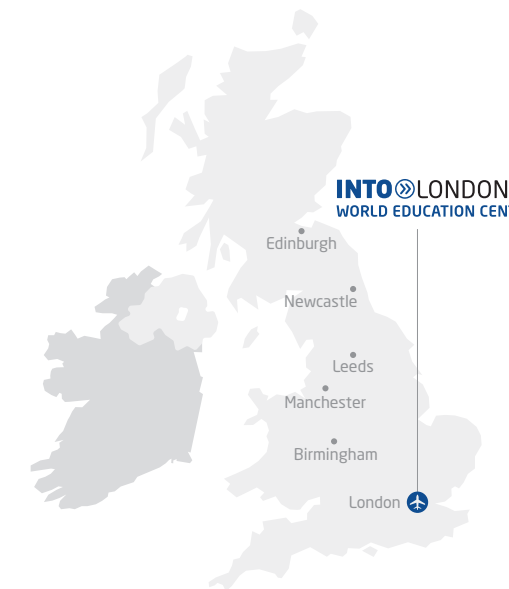 INTO LONDON
WORLD EDUCATION CEN
Edinburgh
Newcastle
Leeds
Manchester
Birmingham
London